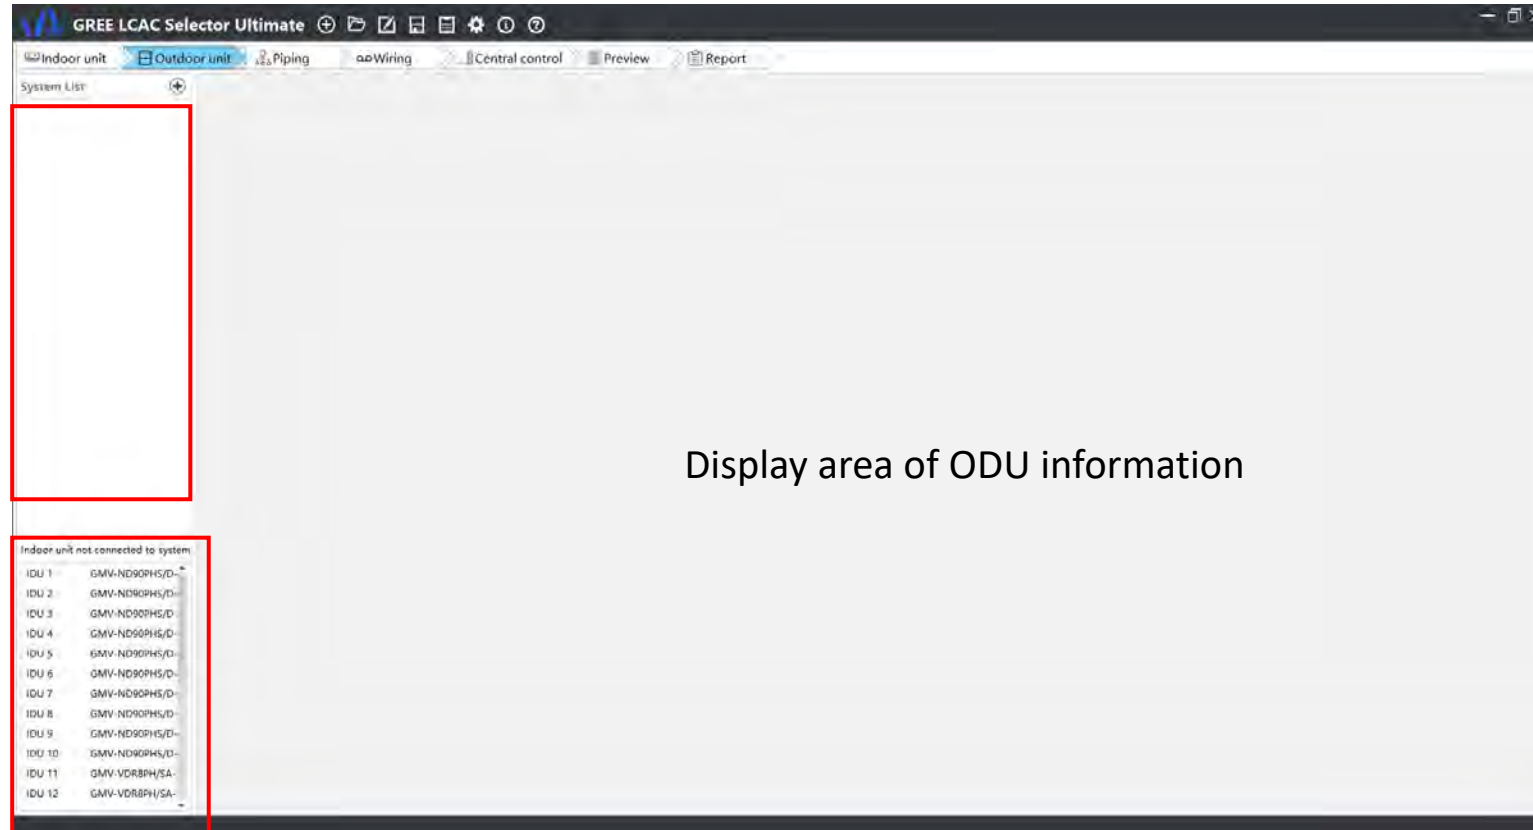 GREE LCAC Selector Ultimate
Indoor unit Outdoor unit Piping Wiring Central control Preview Report
System List
Display area of ODU information
Indoor unit not connected to system
IDU 1 GMV-ND90PHS/D-
IDU 2 GMV-ND90PHS/D-
IDU 3 GMV-ND90PHS/D
IDU 4 GMV-ND90PHS/D-
IDU 5 GMV-ND90PHS/D-
IDU 6 GMV-ND90PHS/D-
IDU 7 GMV-ND90PHS/D-
IDU 8 GMV-ND90PHS/D-
IDU 9 GMV-ND90PHS/D-
IDU 10 GMV-ND90PHS/D-
IDU 11 GMV-VDR8PH/SA-
IDU 12 GMV-VDR8PH/SA-